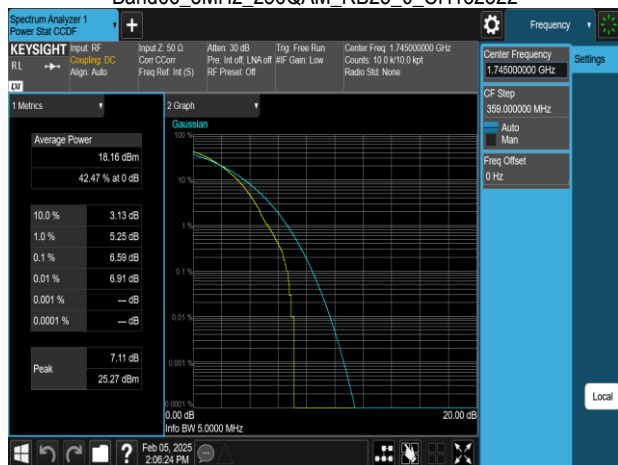 Spectrum Analyzer 1
Power Stat CCDF
+
Frequency
KEYSIGHT
RL
LXI
Input: RF
Coupling: DC
Align: Auto
Input Z: 50 Ω
Corr CCorr
Freq Ref: Int (S)
Atten: 30 dB
Pre: Int off, LNA off
RF Preset: Off
Trig: Free Run
#IF Gain: Low
Center Freq: 1.745000000 GHz
Counts: 10.0 k/10.0 kpt
Radio Std: None
Center Frequency
1.745000000 GHz
Settings
CF Step
359.000000 MHz
Auto
Man
Freq Offset
0 Hz
1 Metrics
Average Power
18.16 dBm
42.47 % at 0 dB
10.0 % 3.13 dB
1.0 % 5.25 dB
0.1 % 6.59 dB
0.01 % 6.91 dB
0.001 % --- dB
0.0001 % --- dB
Peak
7.11 dB
25.27 dBm
2 Graph
Gaussian
100 %
10 %
1 %
0.1 %
0.01 %
0.001 %
0.0001 %
0.00 dB 20.00 dB
Info BW 5.0000 MHz
Local
?
Feb 05, 2025
2:06:24 PM